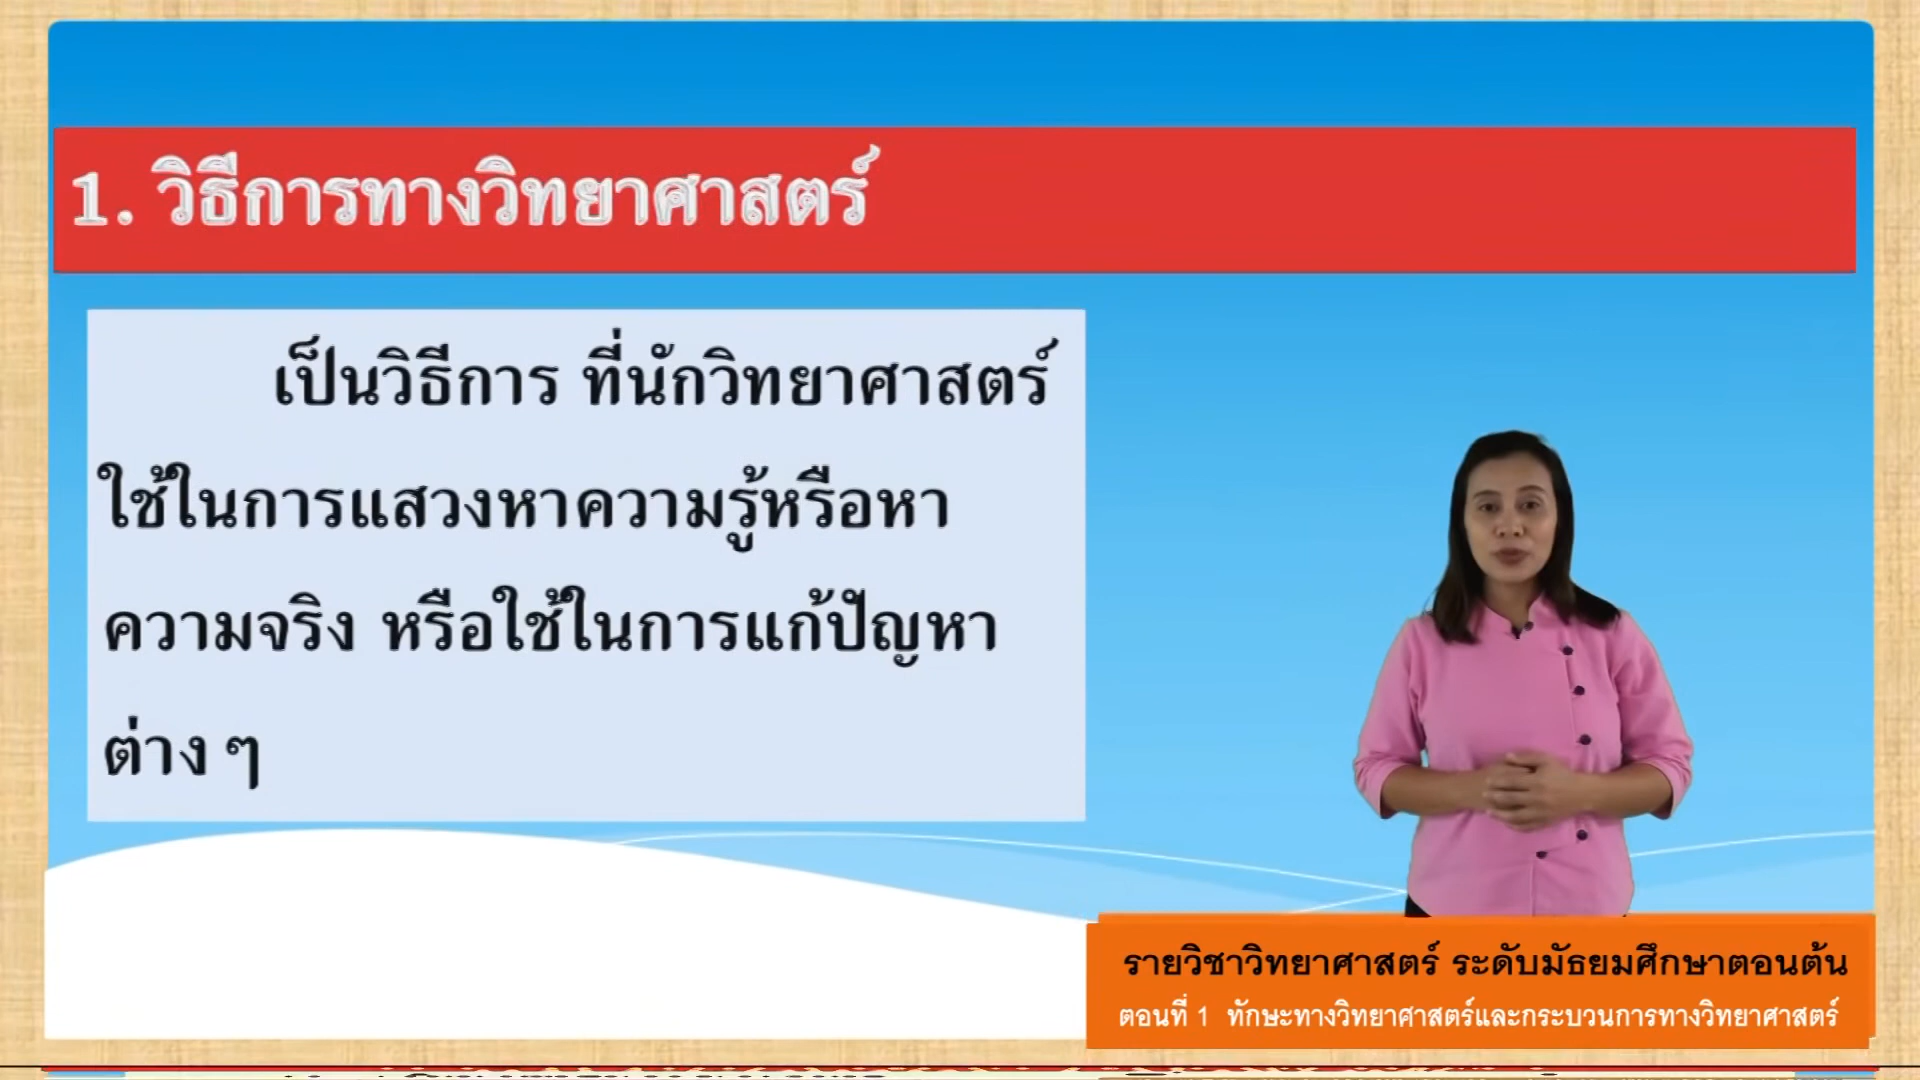 1. วิธีการทางวิทยาศาสตร์
เป็นวิธีการ ที่นักวิทยาศาสตร์
ใช้ในการแสวงหาความรู้หรือหา
ความจริง หรือใช้ในการแก้ปัญหา
ต่าง ๆ
รายวิชาวิทยาศาสตร์ ระดับมัธยมศึกษาตอนต้น
ตอนที่ 1 ทักษะทางวิทยาศาสตร์และกระบวนการทางวิทยาศาสตร์